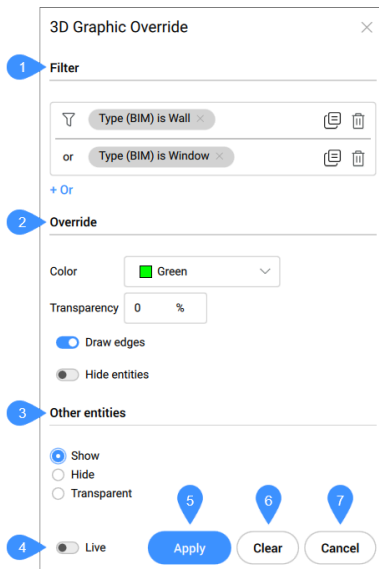 3D Graphic Override
1 Filter
Type (BIM) is Wall ×
or Type (BIM) is Window ×
+ Or
2 Override
Color Green
Transparency 0 %
Draw edges
Hide entities
3 Other entities
Show
Hide
Transparent
5 6 7
4 Live Apply Clear Cancel